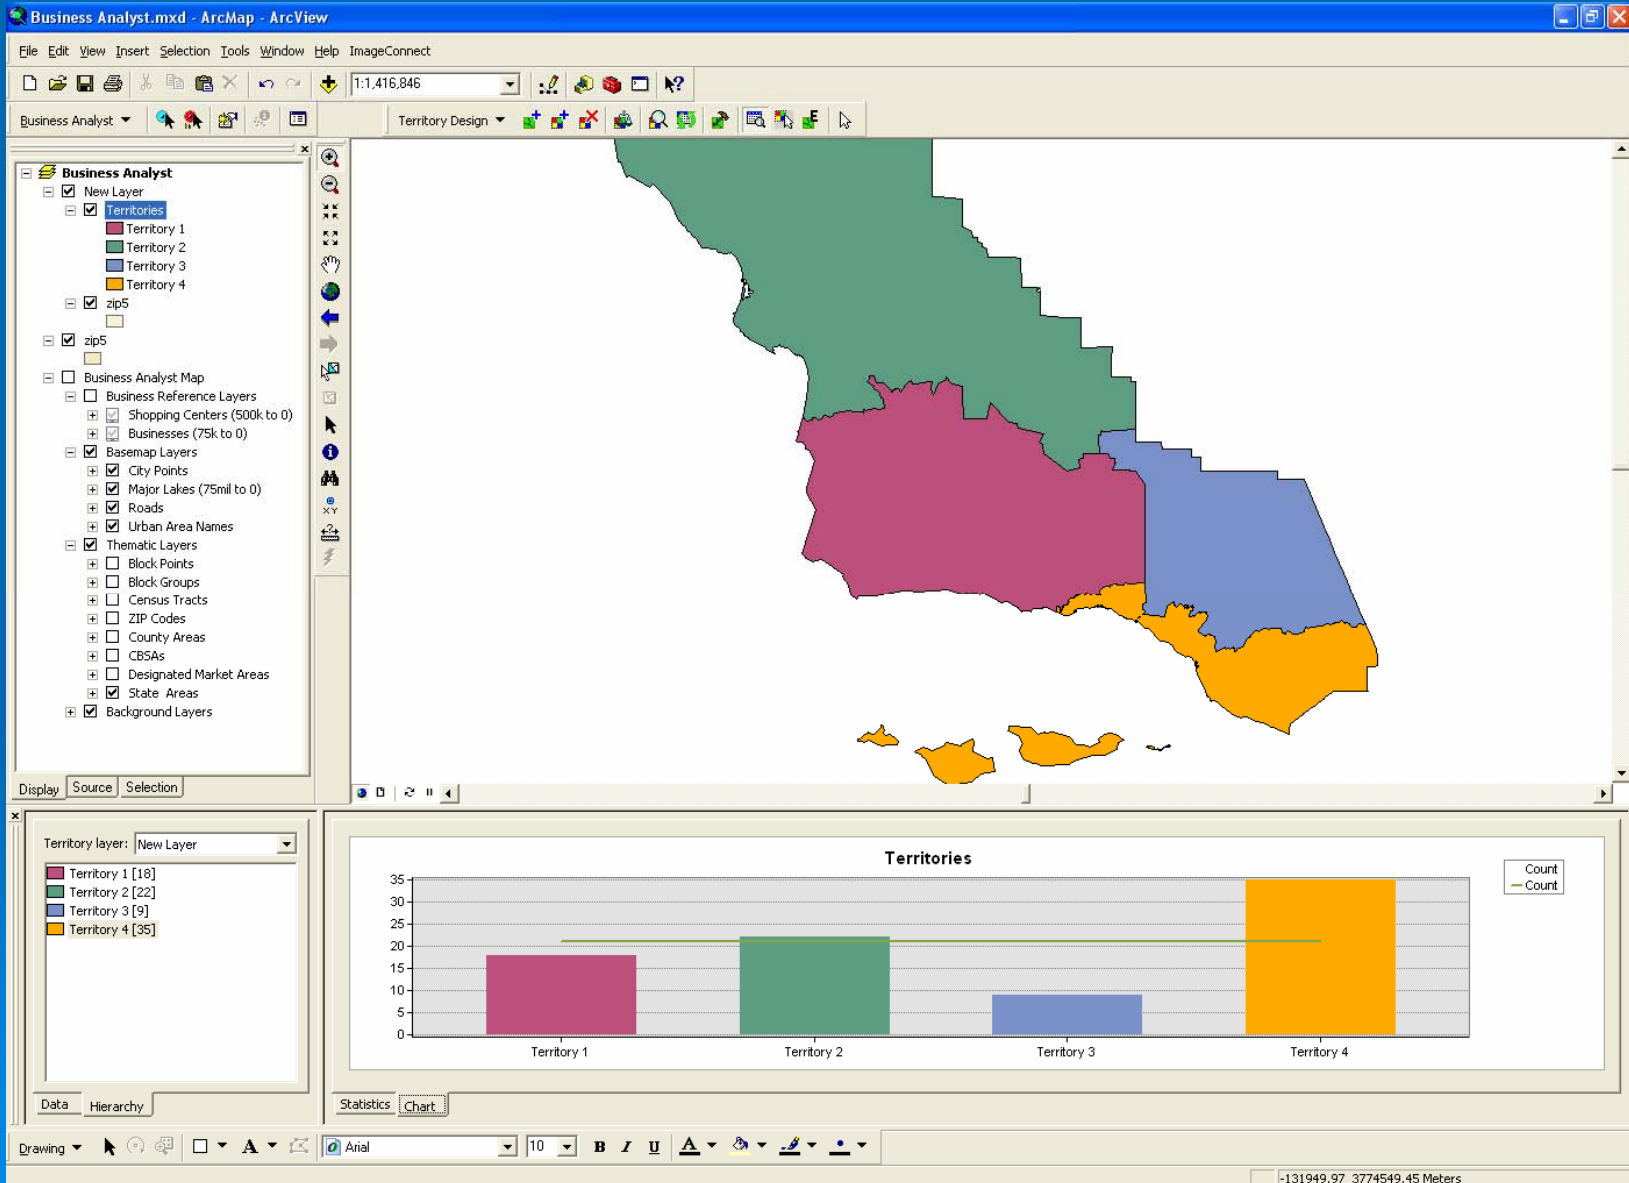 Business Analyst.mxd - ArcMap - ArcView
File Edit View Insert Selection Tools Window Help ImageConnect
1:1,416,846
Business Analyst
Territory Design
E
Business Analyst
New Layer
Territories
Territory 1
Territory 2
Territory 3
Territory 4
zip5
zip5
Business Analyst Map
Business Reference Layers
Shopping Centers (500k to 0)
Businesses (75k to 0)
Basemap Layers
City Points
Major Lakes (75mil to 0)
Roads
Urban Area Names
Thematic Layers
Block Points
Block Groups
Census Tracts
ZIP Codes
County Areas
CBSAs
Designated Market Areas
State Areas
Background Layers
XY
Display Source Selection
Territory layer: New Layer
Territory 1 [18]
Territory 2 [22]
Territory 3 [9]
Territory 4 [35]
Data Hierarchy
Territories
Count
Count
35
30
25
20
15
10
5
0
Territory 1 Territory 2 Territory 3 Territory 4
Statistics Chart
Drawing A Arial 10 B I U A
-131949.97 3774549.45 Meters